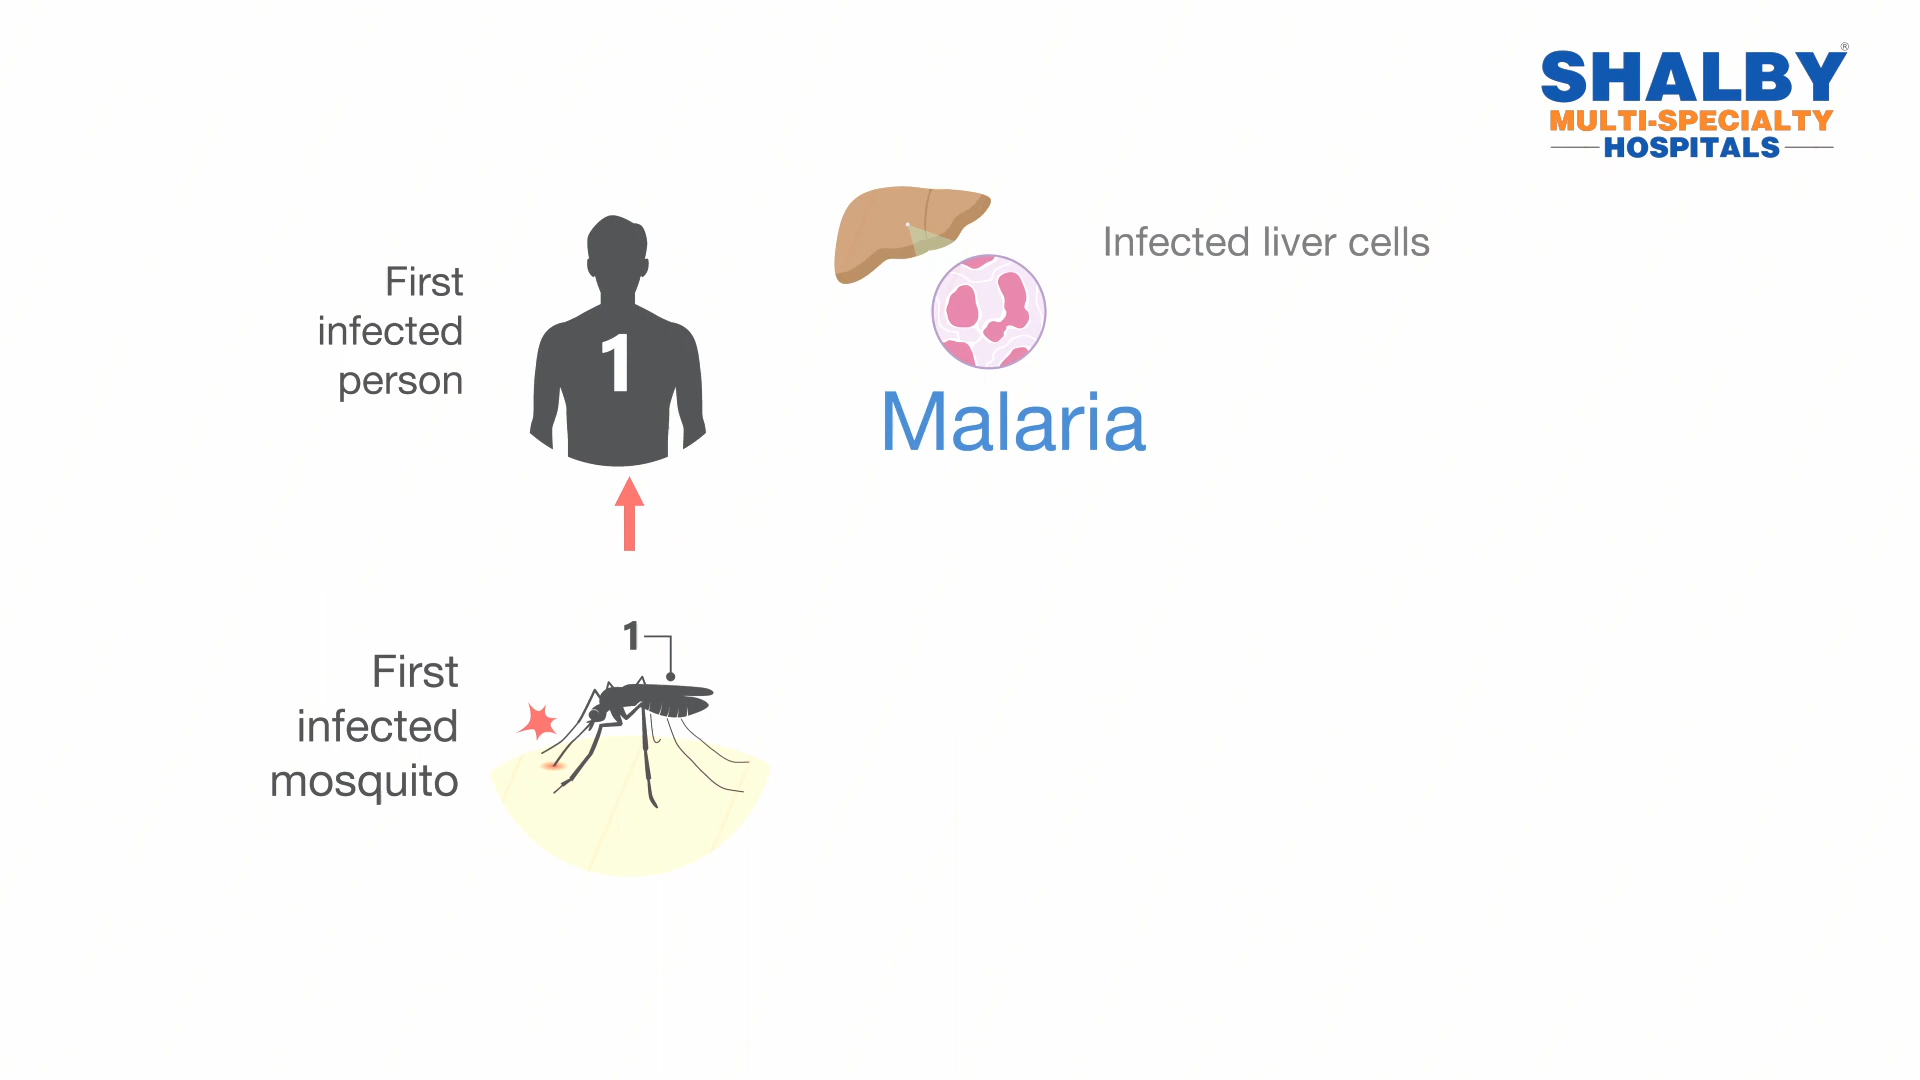 SHALBY®
MULTI-SPECIALTY
HOSPITALS
First
infected
person
1
Infected liver cells
Malaria
1
First
infected
mosquito